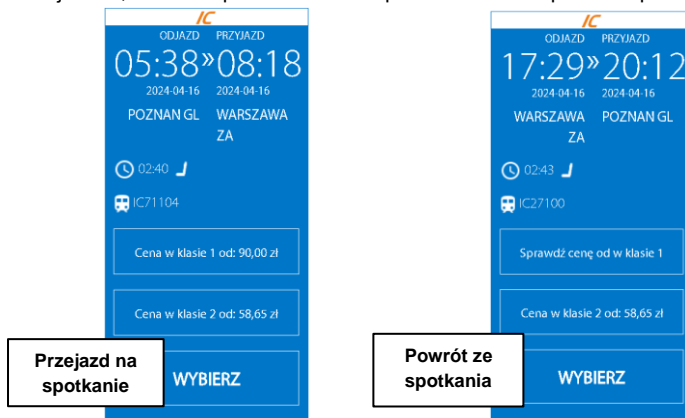 IC
ODJAZD PRZYJAZD
05:38»08:18
2024-04-16 2024-04-16
POZNAN GL WARSZAWA
ZA
02:40
IC71104
Cena w klasie 1 od: 90,00 zł
Cena w klasie 2 od: 58,65 zł
WYBIERZ
Przejazd na
spotkanie
IC
ODJAZD PRZYJAZD
17:29»20:12
2024-04-16 2024-04-16
WARSZAWA POZNAN GL
ZA
02:43
IC27100
Sprawdź cenę od w klasie 1
Cena w klasie 2 od: 58,65 zł
WYBIERZ
Powrót ze
spotkania